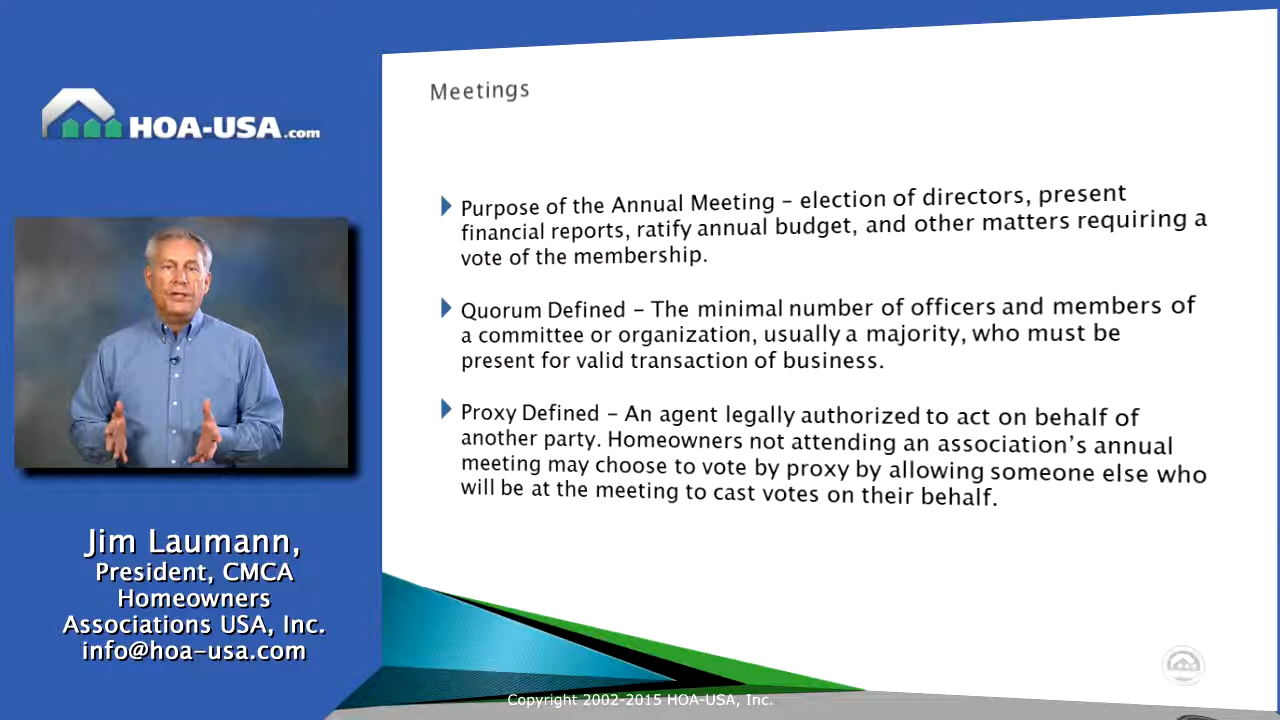 HOA-USA.com
Jim Laumann,
President, CMCA
Homeowners
Associations USA, Inc.
info@hoa-usa.com
Meetings
Purpose of the Annual Meeting – election of directors, present
financial reports, ratify annual budget, and other matters requiring a
vote of the membership.
Quorum Defined – The minimal number of officers and members of
a committee or organization, usually a majority, who must be
present for valid transaction of business.
Proxy Defined – An agent legally authorized to act on behalf of
another party. Homeowners not attending an association's annual
meeting may choose to vote by proxy by allowing someone else who
will be at the meeting to cast votes on their behalf.
Copyright 2002-2015 HOA-USA, Inc.